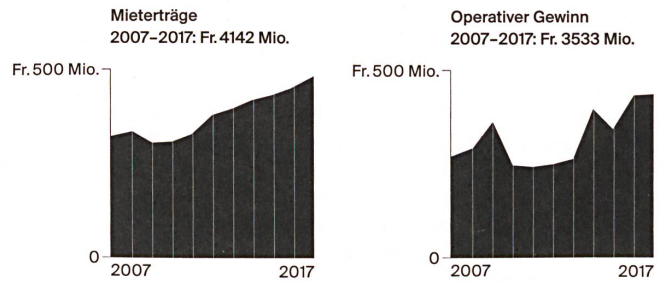 Mieterträge
2007–2017: Fr. 4142 Mio.
Fr. 500 Mio.
0
2007 2017
Operativer Gewinn
2007–2017: Fr. 3533 Mio.
Fr. 500 Mio.
0
2007 2017